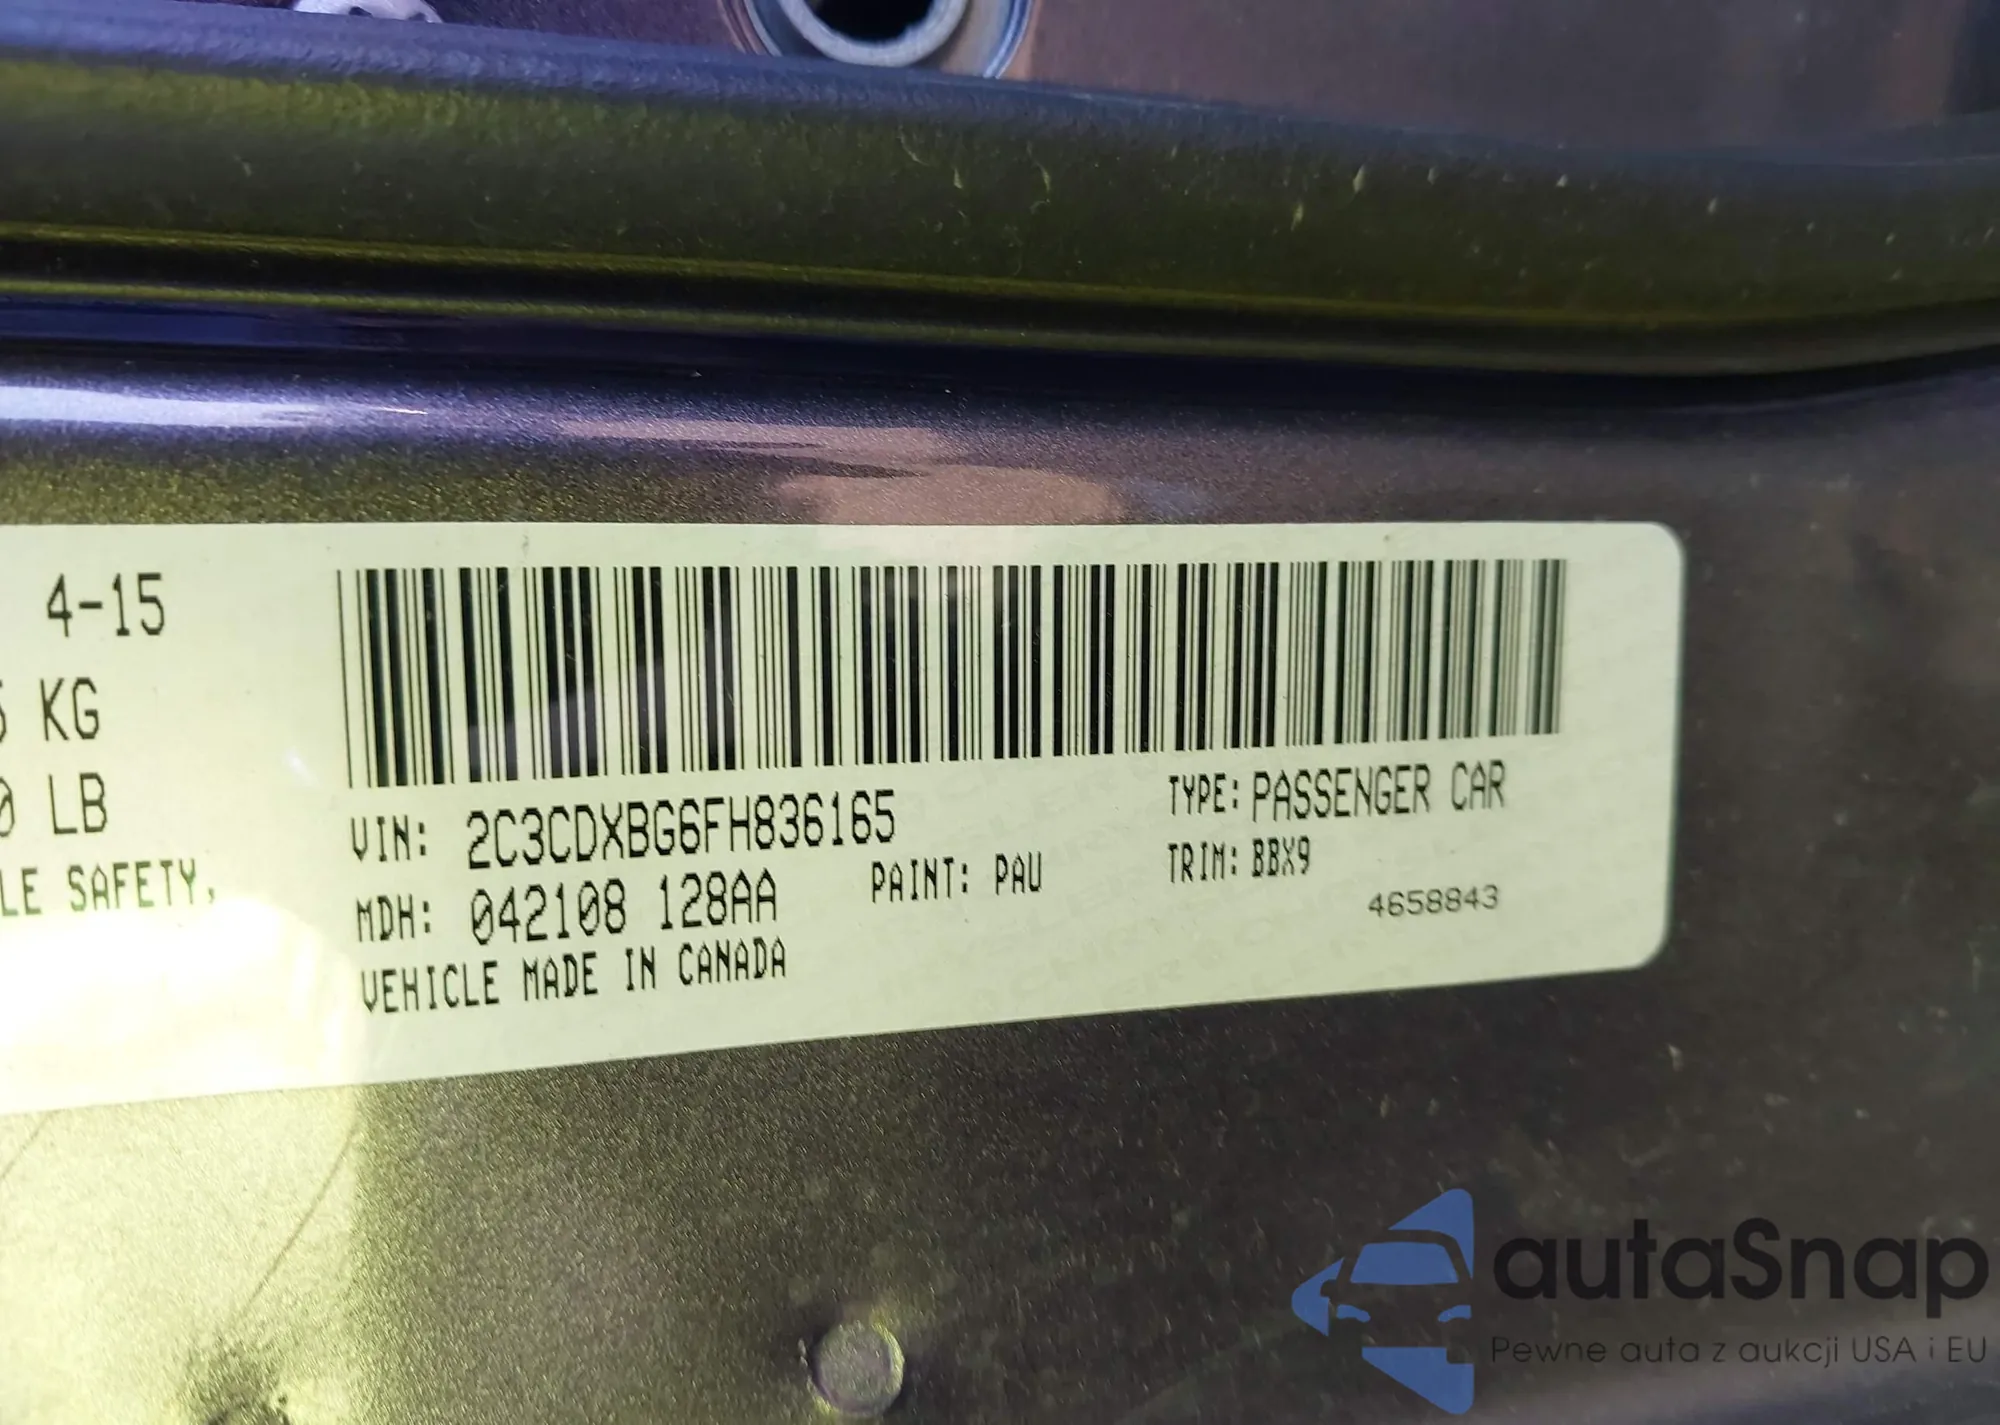 4-15
KG
LB
LE SAFETY,
VIN: 2C3CDXBG6FH836165
MDH: 042108 128AA
PAINT: PAU
VEHICLE MADE IN CANADA
TYPE: PASSENGER CAR
TRIM: BBX9
4658843
autaSnap
Pewne auta z aukcji USA i EU